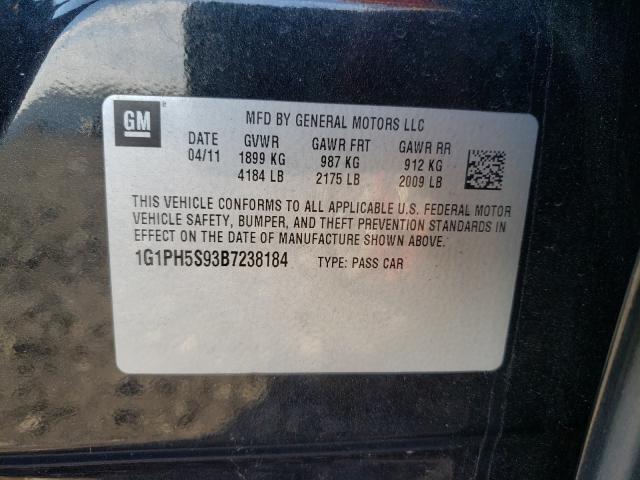 GM
MFD BY GENERAL MOTORS LLC
DATE GVWR GAWR FRT GAWR RR
04/11 1899 KG 987 KG 912 KG
4184 LB 2175 LB 2009 LB
THIS VEHICLE CONFORMS TO ALL APPLICABLE U.S. FEDERAL MOTOR
VEHICLE SAFETY, BUMPER, AND THEFT PREVENTION STANDARDS IN
EFFECT ON THE DATE OF MANUFACTURE SHOWN ABOVE.
1G1PH5S93B7238184 TYPE: PASS CAR